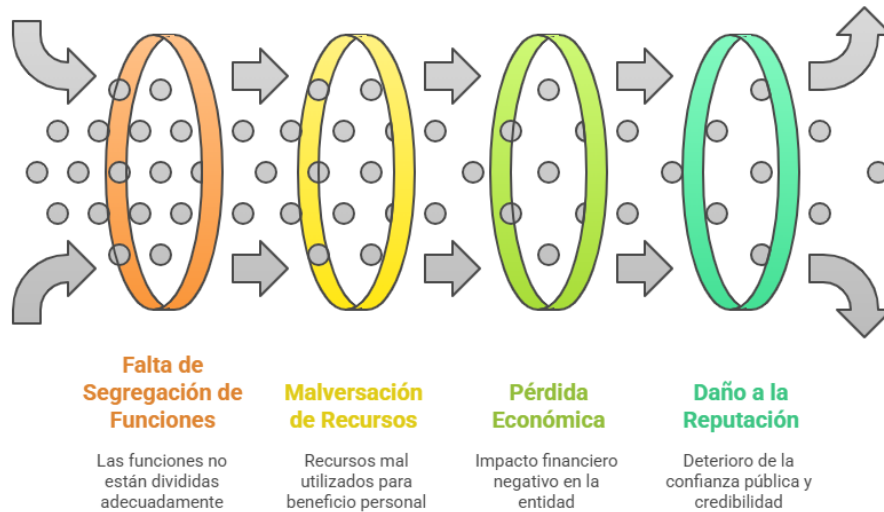 Falta de
Segregación de
Funciones
Las funciones no
están divididas
adecuadamente
Malversación
de Recursos
Recursos mal
utilizados para
beneficio personal
Pérdida
Económica
Impacto financiero
negativo en la
entidad
Daño a la
Reputación
Deterioro de la
confianza pública y
credibilidad